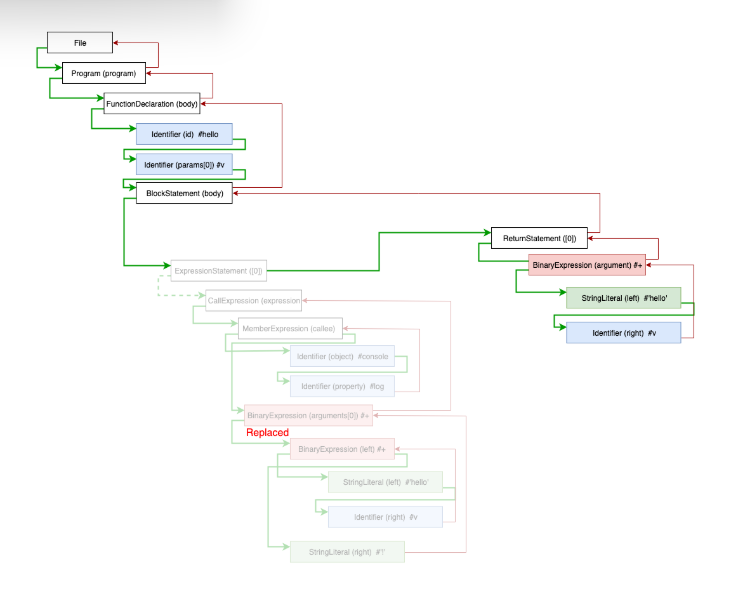 File
Program (program)
FunctionDeclaration (body)
Identifier (id) #hello
Identifier (params[0]) #v
BlockStatement (body)
ReturnStatement ([0])
BinaryExpression (argument) #+
StringLiteral (left) #'hello'
Identifier (right) #v
ExpressionStatement ([0])
CallExpression (expression
MemberExpression (callee)
Identifier (object) #console
Identifier (property) #log
BinaryExpression (arguments[0]) #+
Replaced
BinaryExpression (left) #+
StringLiteral (left) #'hello'
Identifier (right) #v
StringLiteral (right) #'!'